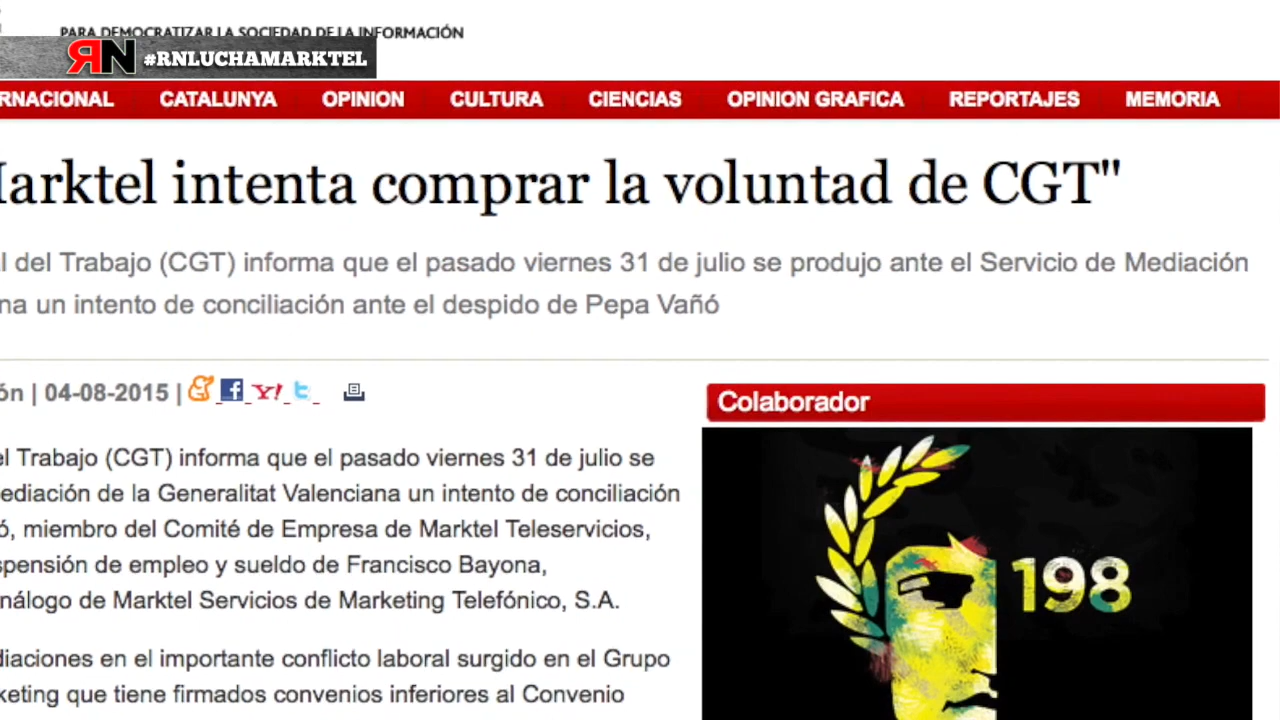 PARA DEMOCRATIZAR LA SOCIEDAD DE LA INFORMACIÓN
RN #RNLUCHAMARKTEL
RNACIONAL CATALUNYA OPINION CULTURA CIENCIAS OPINION GRAFICA REPORTAJES MEMORIA
arktel intenta comprar la voluntad de CGT"
l del Trabajo (CGT) informa que el pasado viernes 31 de julio se produjo ante el Servicio de Mediación
na un intento de conciliación ante el despido de Pepa Vañó
ón | 04-08-2015 |
Colaborador
el Trabajo (CGT) informa que el pasado viernes 31 de julio se
ediación de la Generalitat Valenciana un intento de conciliación
ó, miembro del Comité de Empresa de Marktel Teleservicios,
spensión de empleo y sueldo de Francisco Bayona,
nálogo de Marktel Servicios de Marketing Telefónico, S.A.
198
diaciones en el importante conflicto laboral surgido en el Grupo
keting que tiene firmados convenios inferiores al Convenio